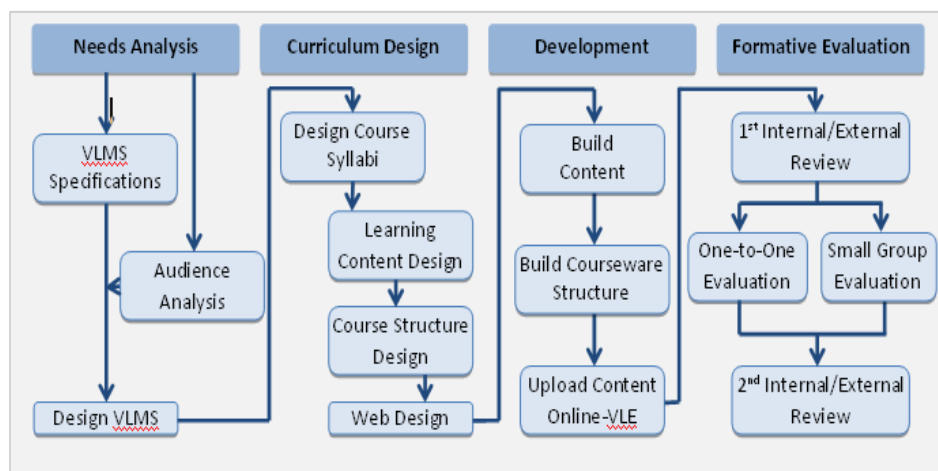 Needs Analysis
VLMS
Specifications
Audience
Analysis
Design VLMS
Curriculum Design
Design Course
Syllabi
Learning
Content Design
Course Structure
Design
Web Design
Development
Build
Content
Build Courseware
Structure
Upload Content
Online-VLE
Formative Evaluation
1st Internal/External
Review
One-to-One
Evaluation
Small Group
Evaluation
2nd Internal/External
Review